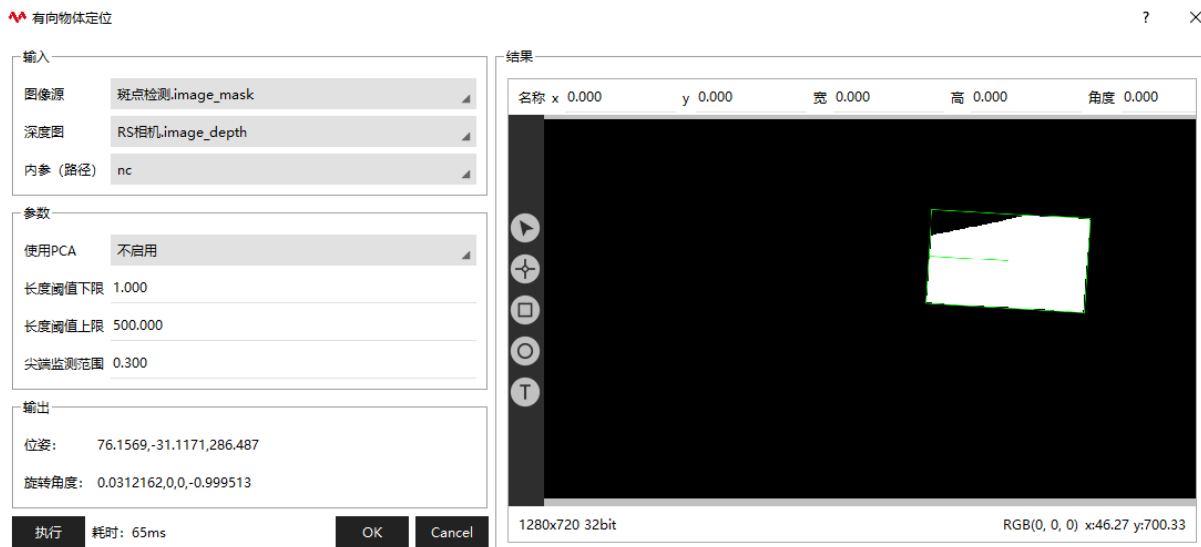 有向物体定位
?
输入
图像源 斑点检测.image_mask
深度图 RS相机.image_depth
内参（路径） nc
参数
使用PCA 不启用
长度阈值下限 1.000
长度阈值上限 500.000
尖端监测范围 0.300
输出
位姿： 76.1569,-31.1171,286.487
旋转角度： 0.0312162,0,0,-0.999513
执行 耗时：65ms OK Cancel
结果
名称 x 0.000 y 0.000 宽 0.000 高 0.000 角度 0.000
T
1280x720 32bit RGB(0, 0, 0) x:46.27 y:700.33